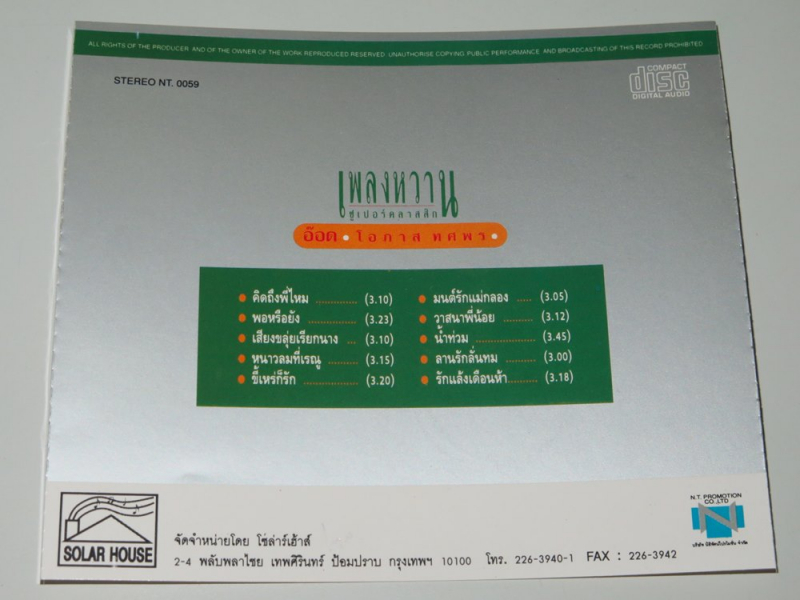 ALL RIGHTS OF THE PRODUCER AND OF THE OWNER OF THE WORK REPRODUCED RESERVED UNAUTHORISE COPYING PUBLIC PERFORMANCE AND BROADCASTING OF THIS RECORD PROHIBITED
STEREO NT. 0059
COMPACT
disc
DIGITAL AUDIO
เพลงหวาน
ซูเปอร์คลาสสิก
อ๊อด • โอภาส ทศพร •
คิดถึงพี่ไหม ............ (3.10)
พอหรือยัง ............... (3.23)
เสียงขลุ่ยเรียกนาง ... (3.10)
หนาวลมที่เรณู ......... (3.15)
ขี้เหร่ก็รัก .................. (3.20)
มนต์รักแม่กลอง ..... (3.05)
วาสนาพี่น้อย ...... (3.12)
น้ำท่วม ............... (3.45)
ลานรักลั่นทม ...... (3.00)
รักแล้งเดือนห้า......... (3.18)
SOLAR HOUSE
จัดจำหน่ายโดย โซ่ล่าร์เฮ้าส์
2-4 พลับพลาไชย เทพศิรินทร์ ป้อมปราบ กรุงเทพฯ 10100 โทร. 226-3940-1 FAX : 226-3942
N.T. PROMOTION
CO.,LTD
N